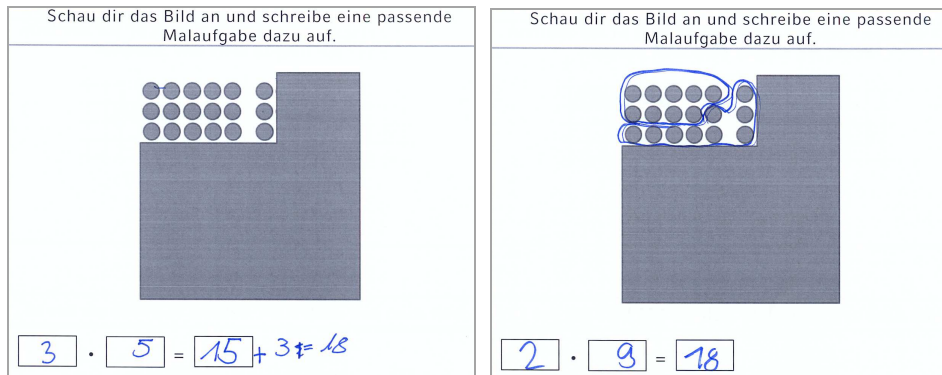 Schau dir das Bild an und schreibe eine passende
Malaufgabe dazu auf.
3 · 5 = 15 + 3 = 18
Schau dir das Bild an und schreibe eine passende
Malaufgabe dazu auf.
2 · 9 = 18